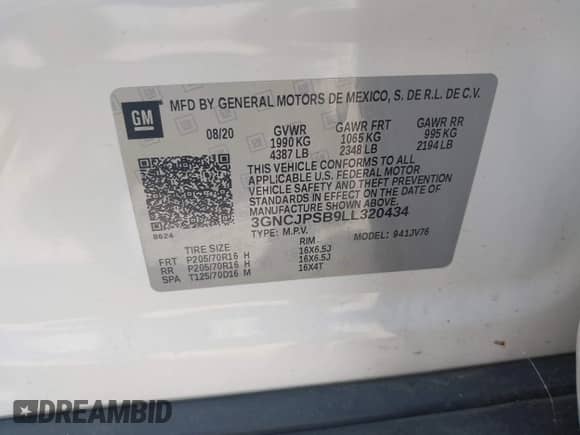 GM
MFD BY GENERAL MOTORS DE MEXICO, S. DE R.L. DE C.V.
08/20 GVWR GAWR FRT GAWR RR
1990 KG 1065 KG 995 KG
4387 LB 2348 LB 2194 LB
THIS VEHICLE CONFORMS TO ALL
APPLICABLE U.S. FEDERAL MOTOR
VEHICLE SAFETY AND THEFT PREVENTION
STANDARDS IN EFFECT ON THE DATE OF
MANUFACTURE SHOWN ABOVE.
3GNCJPSB9LL320434
8624
TYPE: M.P.V. MODEL: 941JV76
TIRE SIZE RIM
FRT P205/70R16 H 16X6.5J
RR P205/70R16 H 16X6.5J
SPA T125/70D16 M 16X4T
DREAMBID